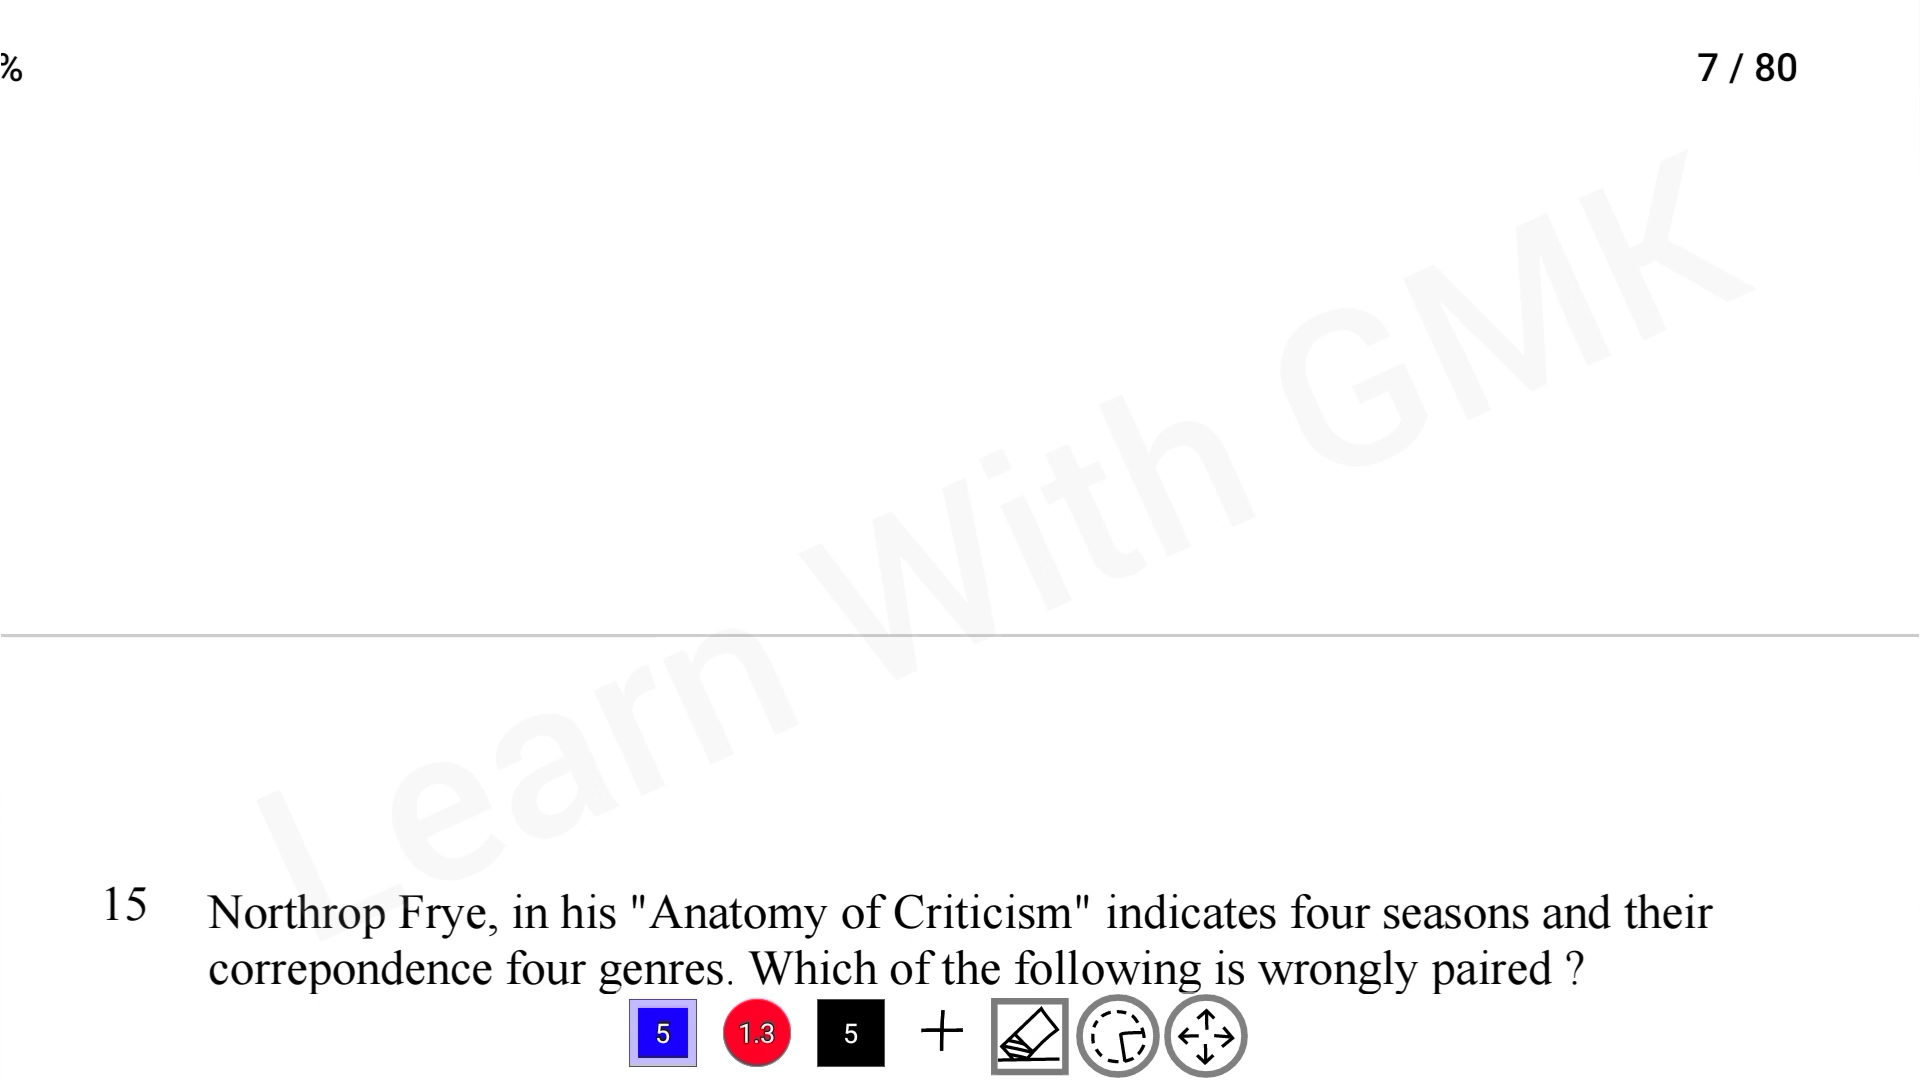 %
7 / 80
Learn With GMK
15 Northrop Frye, in his "Anatomy of Criticism" indicates four seasons and their
correpondence four genres. Which of the following is wrongly paired ?
5 1.3 5